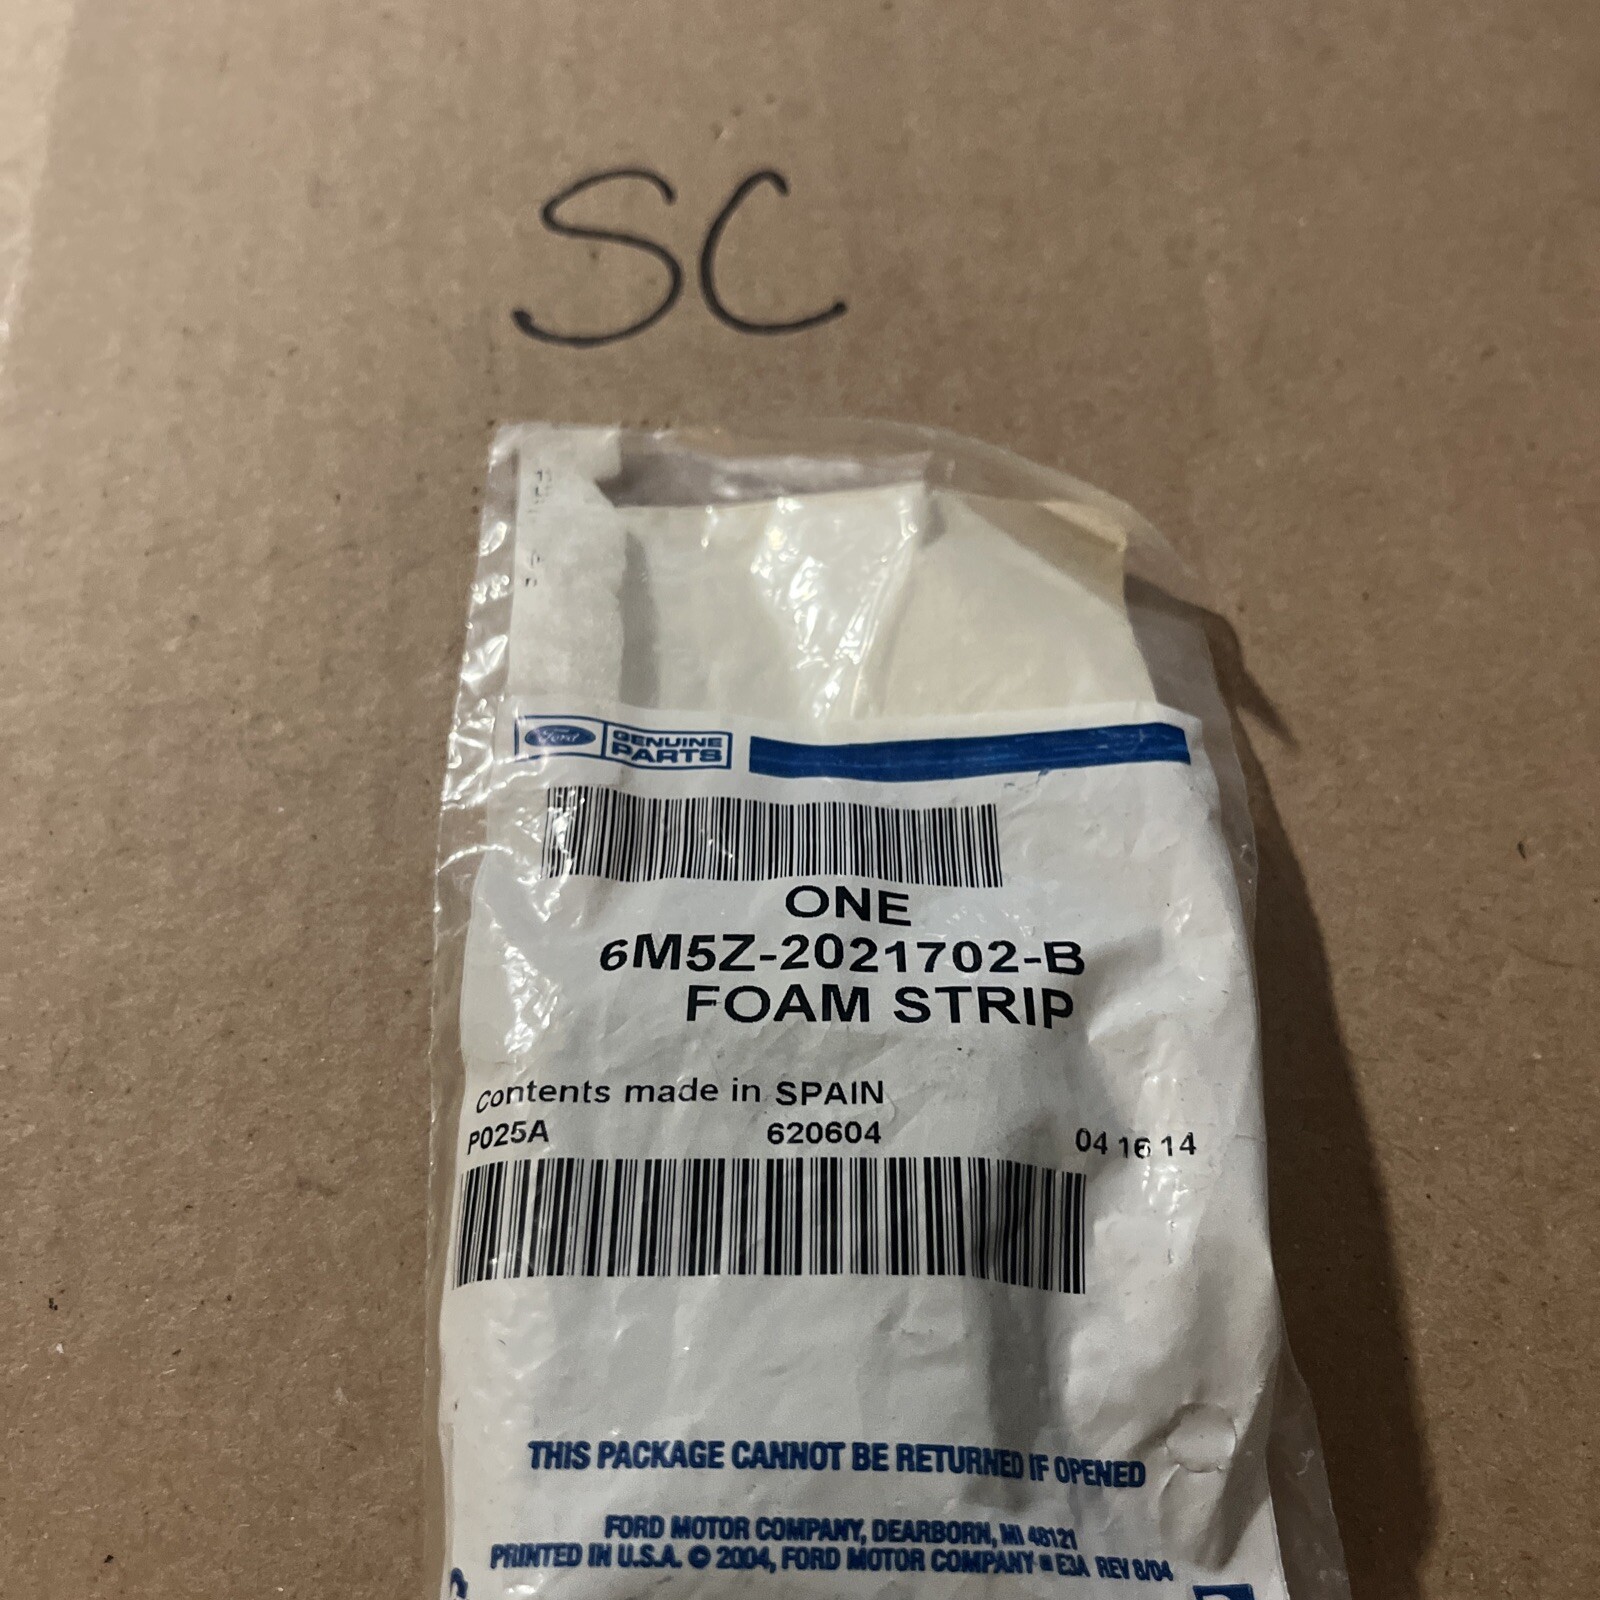 SC
Ford GENUINE
PARTS
ONE
6M5Z-2021702-B
FOAM STRIP
Contents made in SPAIN
P025A 620604 04 16 14
THIS PACKAGE CANNOT BE RETURNED IF OPENED
FORD MOTOR COMPANY, DEARBORN, MI 48121
PRINTED IN U.S.A. © 2004, FORD MOTOR COMPANY E3A REV 8/04